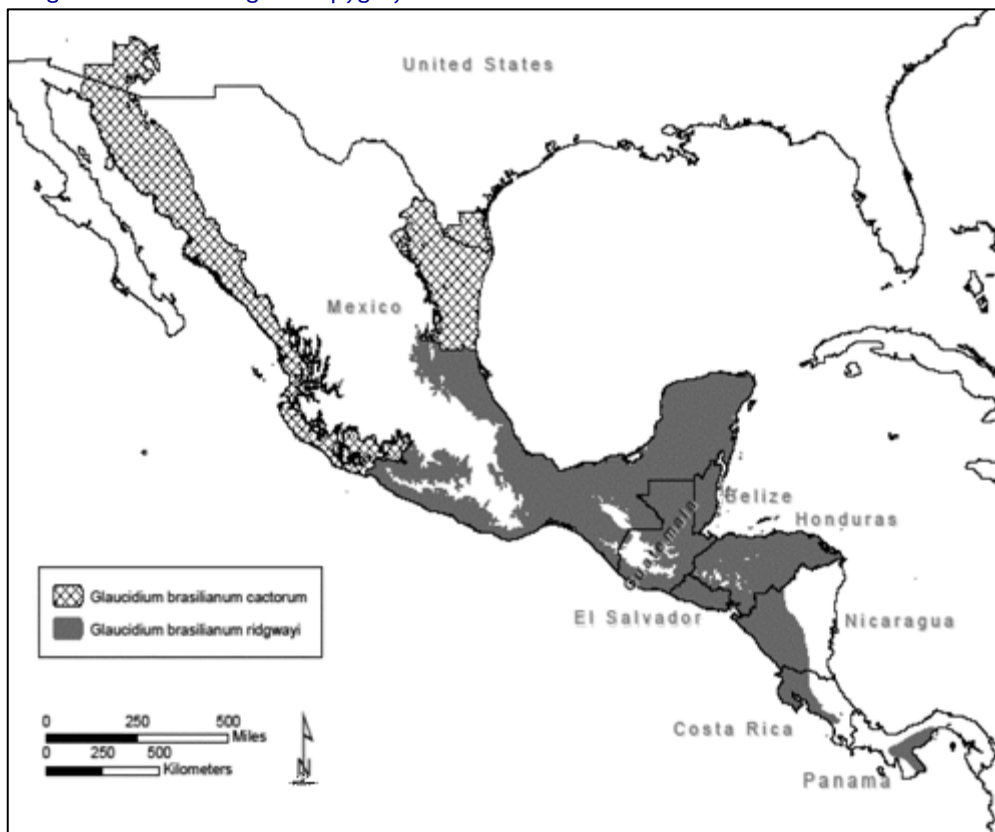 United States
Mexico
Belize
Guatemala
Honduras
El Salvador
Nicaragua
Costa Rica
Panama
Glaucidium brasilianum cactorum
Glaucidium brasilianum ridgwayi
0 250 500
Miles
0 250 500
Kilometers
N